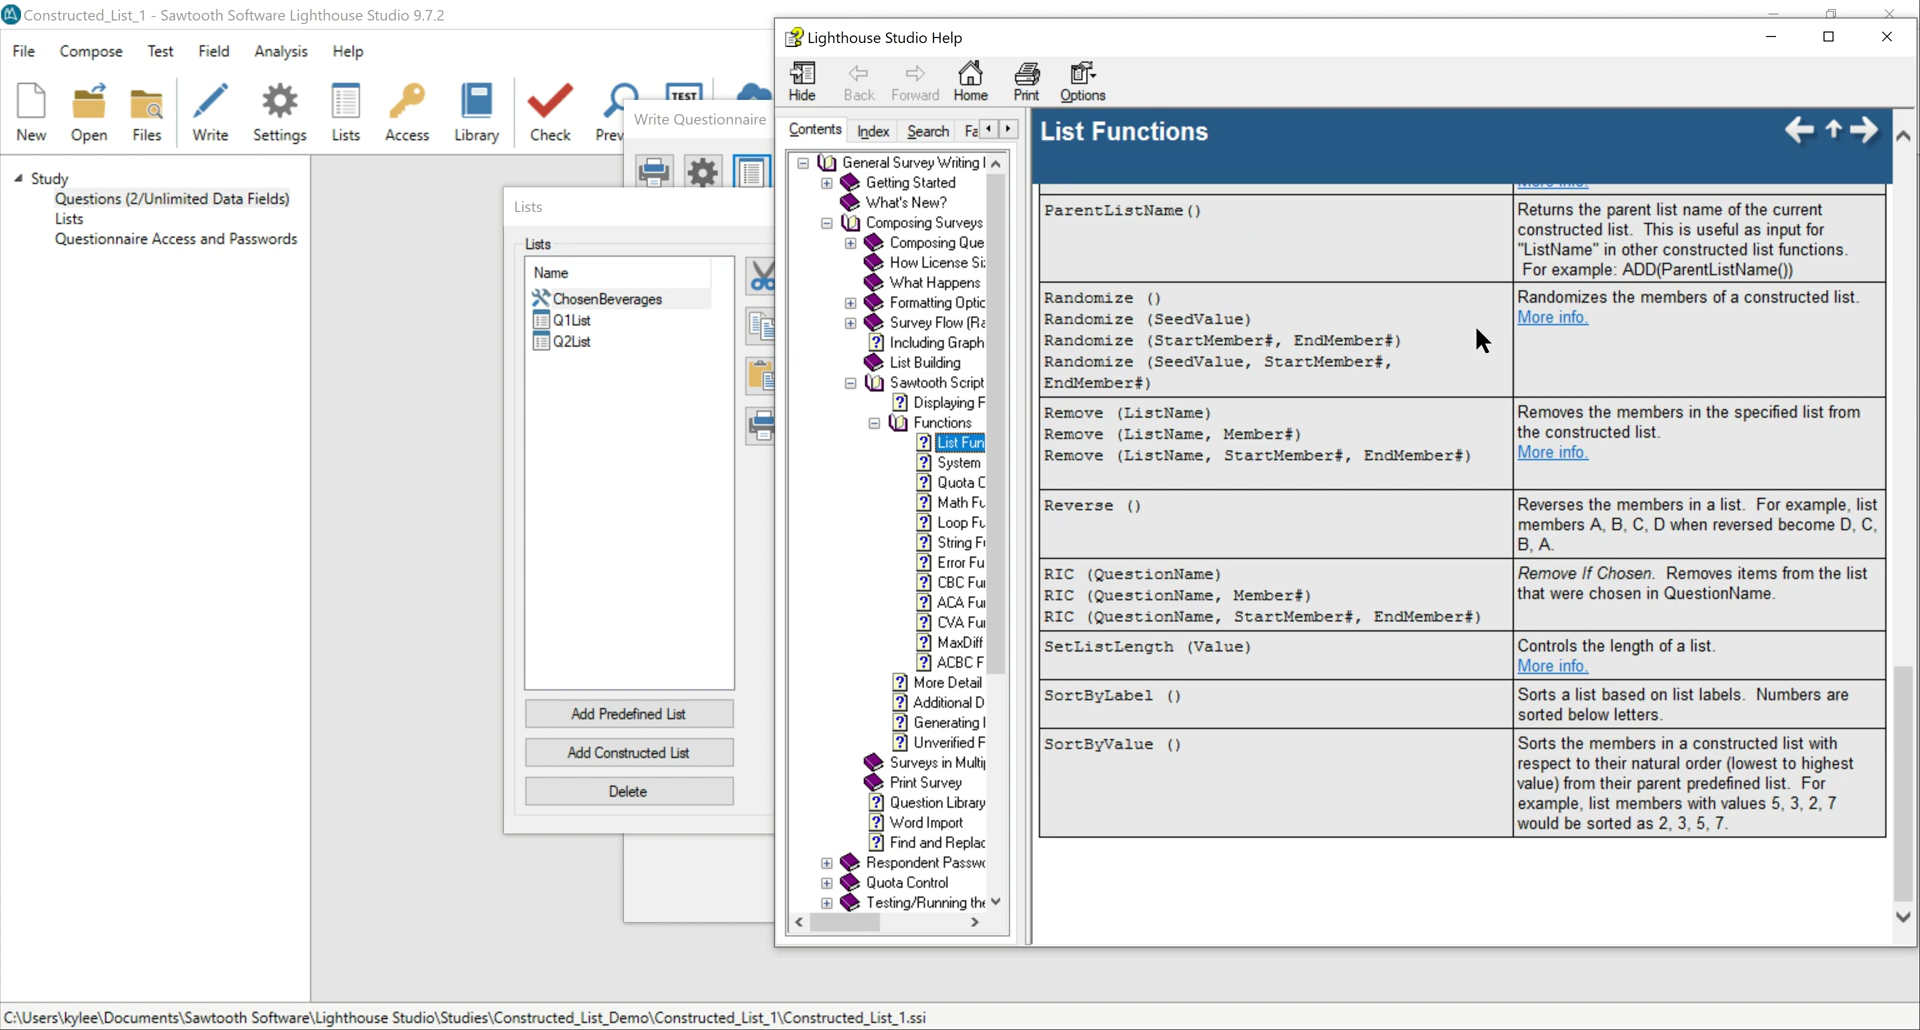 Constructed_List_1 - Sawtooth Software Lighthouse Studio 9.7.2
File Compose Test Field Analysis Help
New Open Files Write Settings Lists Access Library Check Prev
TEST
Study
Questions (2/Unlimited Data Fields)
Lists
Questionnaire Access and Passwords
Write Questionnaire
Lists
Lists
Name
ChosenBeverages
Q1List
Q2List
Add Predefined List
Add Constructed List
Delete
Lighthouse Studio Help
Hide Back Forward Home Print Options
Contents Index Search Fa
General Survey Writing I
Getting Started
What's New?
Composing Surveys
Composing Que
How License Si
What Happens
Formatting Optic
Survey Flow (Ra
Including Graph
List Building
Sawtooth Script
Displaying F
Functions
List Fun
System
Quota C
Math Fu
Loop Fu
String Fu
Error Fu
CBC Fu
ACA Fu
CVA Fu
MaxDiff
ACBC F
More Detail
Additional D
Generating I
Unverified F
Surveys in Multi
Print Survey
Question Library
Word Import
Find and Replac
Respondent Passwo
Quota Control
Testing/Running the
List Functions
More info.
ParentListName()
Returns the parent list name of the current
constructed list. This is useful as input for
"ListName" in other constructed list functions.
For example: ADD(ParentListName())
Randomize ()
Randomize (SeedValue)
Randomize (StartMember#, EndMember#)
Randomize (SeedValue, StartMember#,
EndMember#)
Randomizes the members of a constructed list.
More info.
Remove (ListName)
Remove (ListName, Member#)
Remove (ListName, StartMember#, EndMember#)
Removes the members in the specified list from
the constructed list.
More info.
Reverse ()
Reverses the members in a list. For example, list
members A, B, C, D when reversed become D, C,
B, A.
RIC (QuestionName)
RIC (QuestionName, Member#)
RIC (QuestionName, StartMember#, EndMember#)
Remove If Chosen. Removes items from the list
that were chosen in QuestionName.
SetListLength (Value)
Controls the length of a list.
More info.
SortByLabel ()
Sorts a list based on list labels. Numbers are
sorted below letters.
SortByValue ()
Sorts the members in a constructed list with
respect to their natural order (lowest to highest
value) from their parent predefined list. For
example, list members with values 5, 3, 2, 7
would be sorted as 2, 3, 5, 7.
C:\Users\kylee\Documents\Sawtooth Software\Lighthouse Studio\Studies\Constructed_List_Demo\Constructed_List_1\Constructed_List_1.ssi